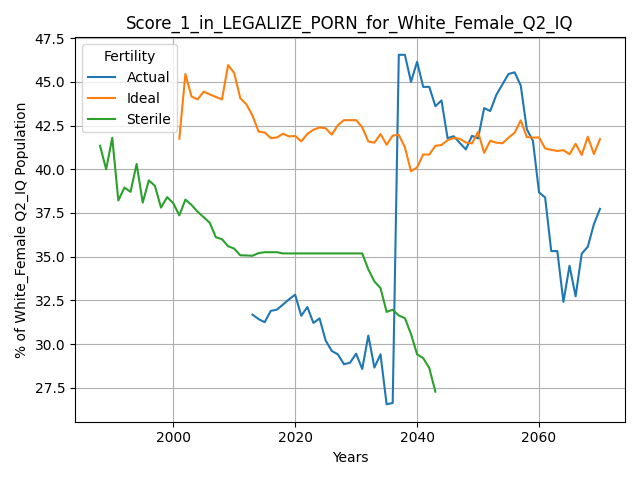 Score_1_in_LEGALIZE_PORN_for_White_Female_Q2_IQ
Fertility
Actual
Ideal
Sterile
47.5
45.0
42.5
40.0
37.5
35.0
32.5
30.0
27.5
% of White_Female Q2_IQ Population
2000
2020
2040
2060
Years